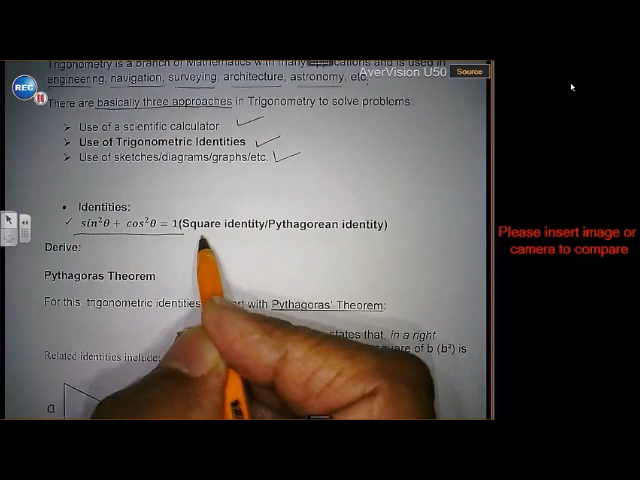 Trigonometry is a branch of Mathematics with many applications and is used in
AverVision U50
Source
engineering, navigation, surveying, architecture, astronomy, etc.
REC
There are basically three approaches in Trigonometry to solve problems:
➢ Use of a scientific calculator
➢ Use of Trigonometric Identities
➢ Use of sketches/diagrams/graphs/etc.
• Identities:
✓ sin²θ + cos²θ = 1(Square identity/Pythagorean identity)
Please insert image or
camera to compare
Derive:
Pythagoras Theorem
For this trigonometric identities with Pythagoras' Theorem:
states that, in a right
square of b (b²) is
Related identities include:
a